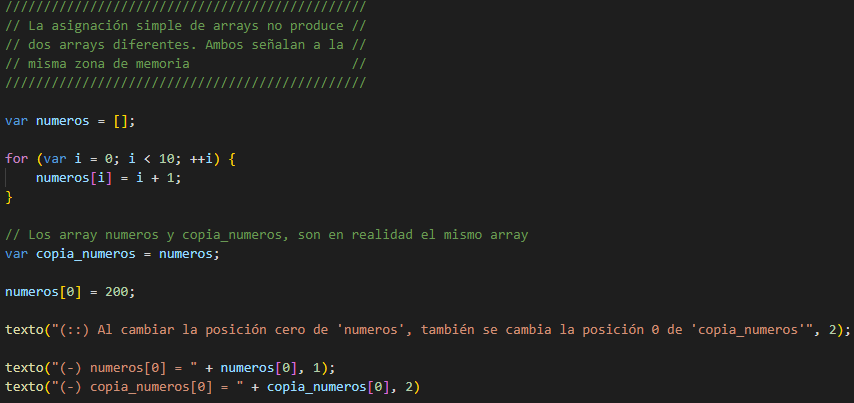 ////////////////////////////////////////////////
// La asignación simple de arrays no produce //
// dos arrays diferentes. Ambos señalan a la //
// misma zona de memoria                     //
////////////////////////////////////////////////
var numeros = [];
for (var i = 0; i < 10; ++i) {
    numeros[i] = i + 1;
}
// Los array numeros y copia_numeros, son en realidad el mismo array
var copia_numeros = numeros;
numeros[0] = 200;
texto("(::) Al cambiar la posición cero de 'numeros', también se cambia la posición 0 de 'copia_numeros'", 2);
texto("(-) numeros[0] = " + numeros[0], 1);
texto("(-) copia_numeros[0] = " + copia_numeros[0], 2)